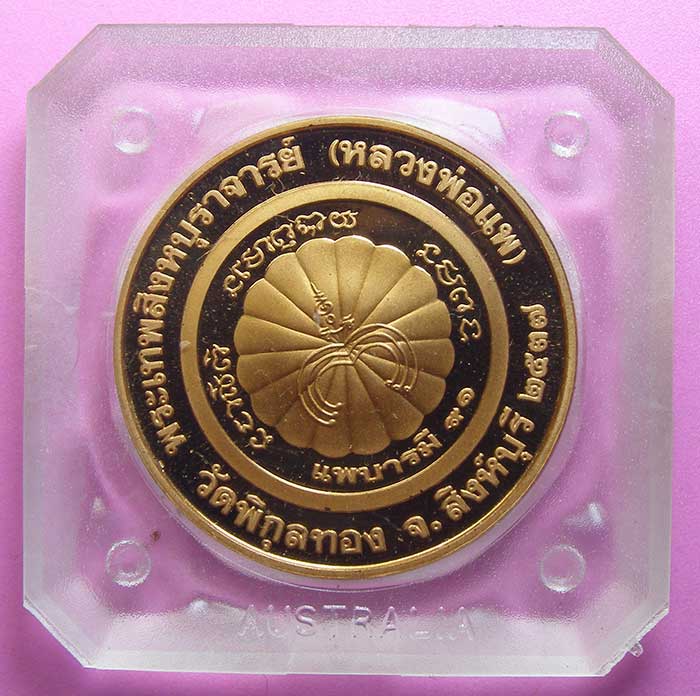 พระเทพสิงหบุราจารย์ (หลวงพ่อแพ)
วัดพิกุลทอง จ.สิงห์บุรี ๒๕๓๗
แพบารมี ๙๑
AUSTRALIA